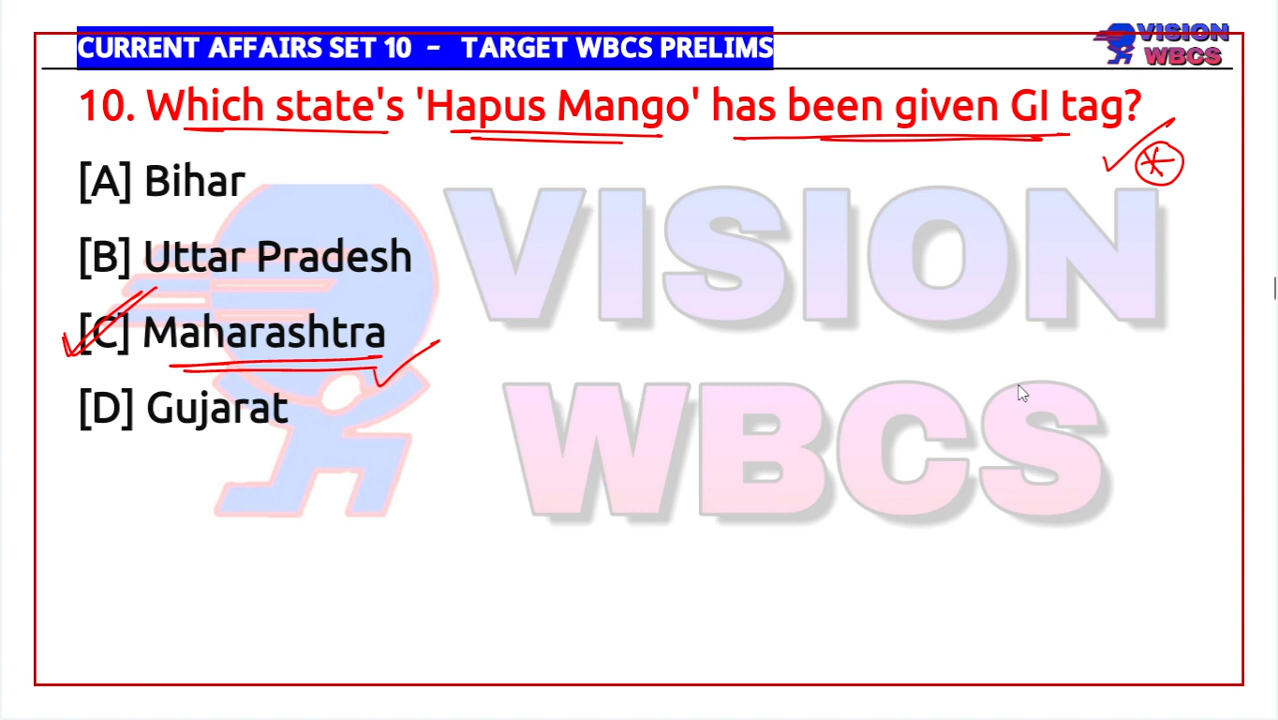 CURRENT AFFAIRS SET 10 - TARGET WBCS PRELIMS
VISION
WBCS
10. Which state's 'Hapus Mango' has been given GI tag?
[A] Bihar
[B] Uttar Pradesh
[C] Maharashtra
[D] Gujarat
VISION
WBCS